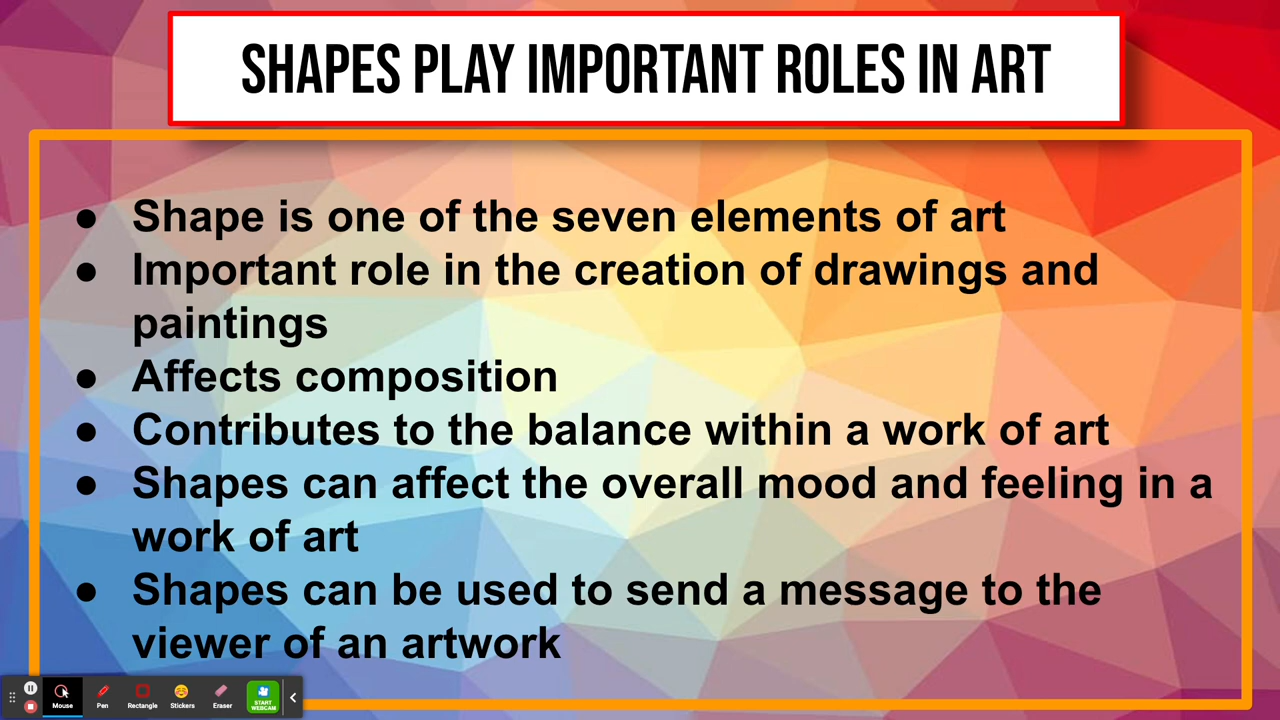 SHAPES PLAY IMPORTANT ROLES IN ART
● Shape is one of the seven elements of art
● Important role in the creation of drawings and
paintings
● Affects composition
● Contributes to the balance within a work of art
● Shapes can affect the overall mood and feeling in a
work of art
● Shapes can be used to send a message to the
viewer of an artwork
Mouse Pen Rectangle Stickers Eraser START
WEBCAM